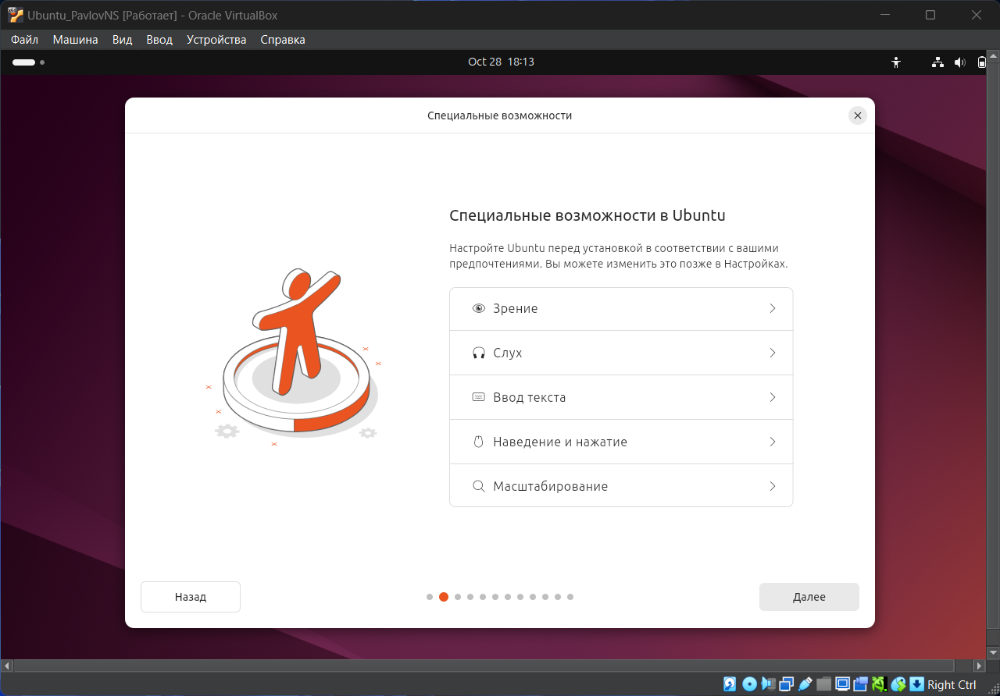 Ubuntu_PavlovNS [Работает] - Oracle VirtualBox
Файл Машина Вид Ввод Устройства Справка
Oct 28 18:13
Специальные возможности
Специальные возможности в Ubuntu
Настройте Ubuntu перед установкой в соответствии с вашими
предпочтениями. Вы можете изменить это позже в Настройках.
Зрение
Слух
Ввод текста
Наведение и нажатие
Масштабирование
Назад
Далее
Right Ctrl